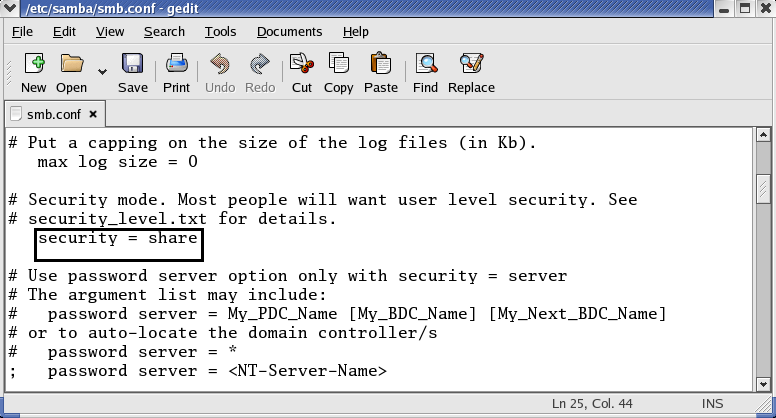 /etc/samba/smb.conf - gedit
File Edit View Search Tools Documents Help
New Open Save Print Undo Redo Cut Copy Paste Find Replace
smb.conf ×
# Put a capping on the size of the log files (in Kb).
max log size = 0
# Security mode. Most people will want user level security. See
# security_level.txt for details.
security = share
# Use password server option only with security = server
# The argument list may include:
#   password server = My_PDC_Name [My_BDC_Name] [My_Next_BDC_Name]
# or to auto-locate the domain controller/s
#   password server = *
;   password server = <NT-Server-Name>
Ln 25, Col. 44 INS